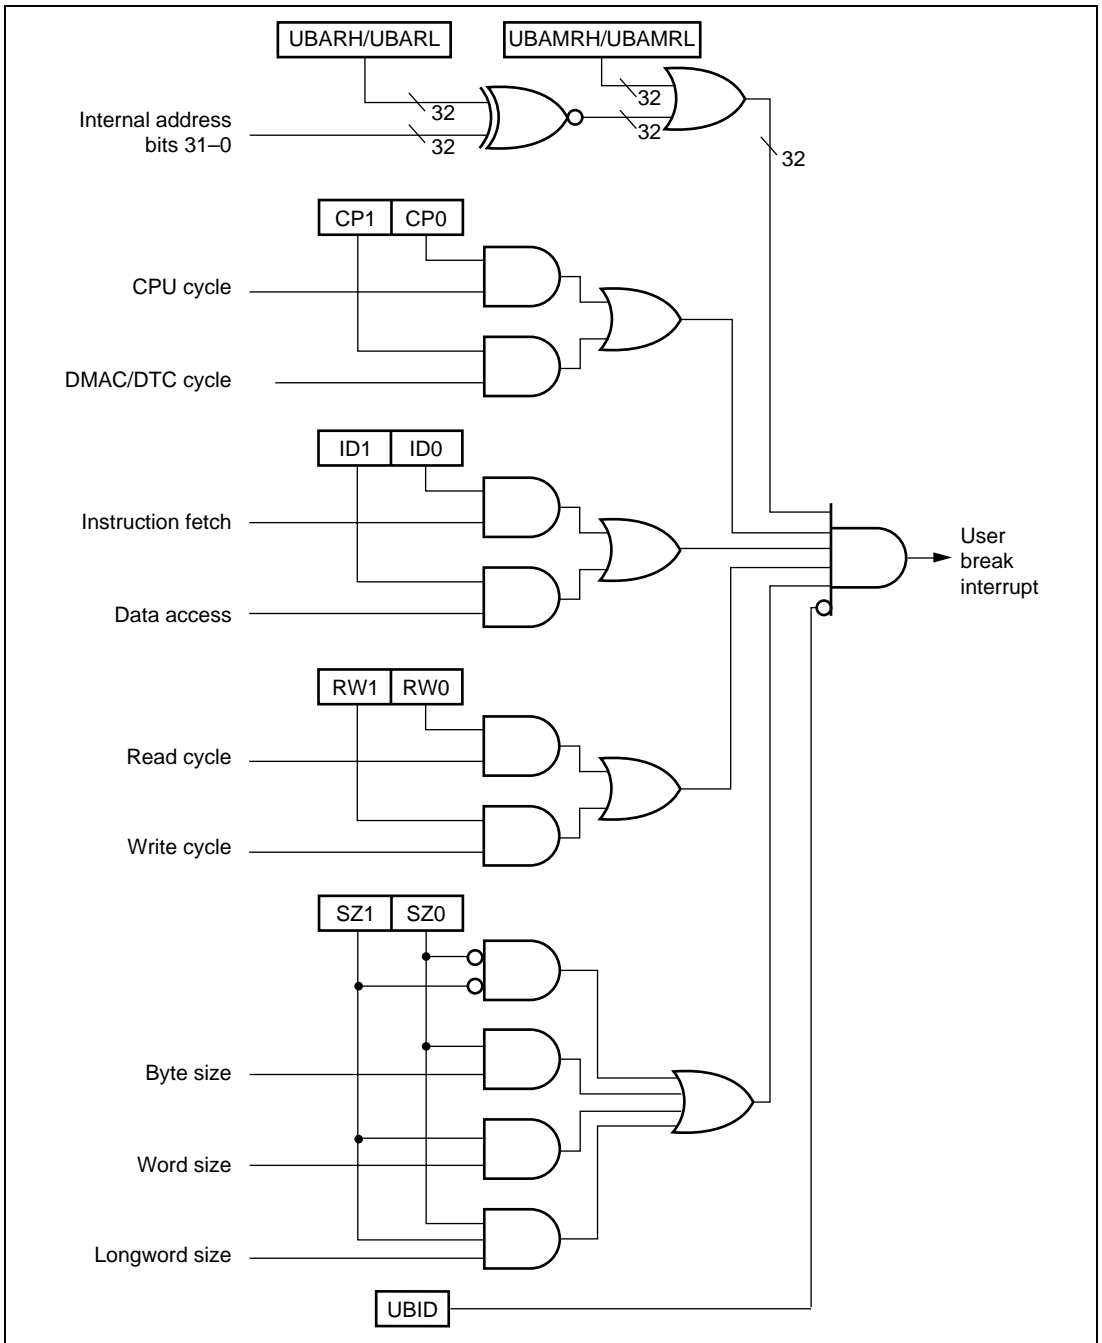 UBARH/UBARL
UBAMRH/UBAMRL
32
32
32
32
32
Internal address
bits 31–0
CP1
CP0
CPU cycle
DMAC/DTC cycle
ID1
ID0
Instruction fetch
Data access
User
break
interrupt
RW1
RW0
Read cycle
Write cycle
SZ1
SZ0
Byte size
Word size
Longword size
UBID